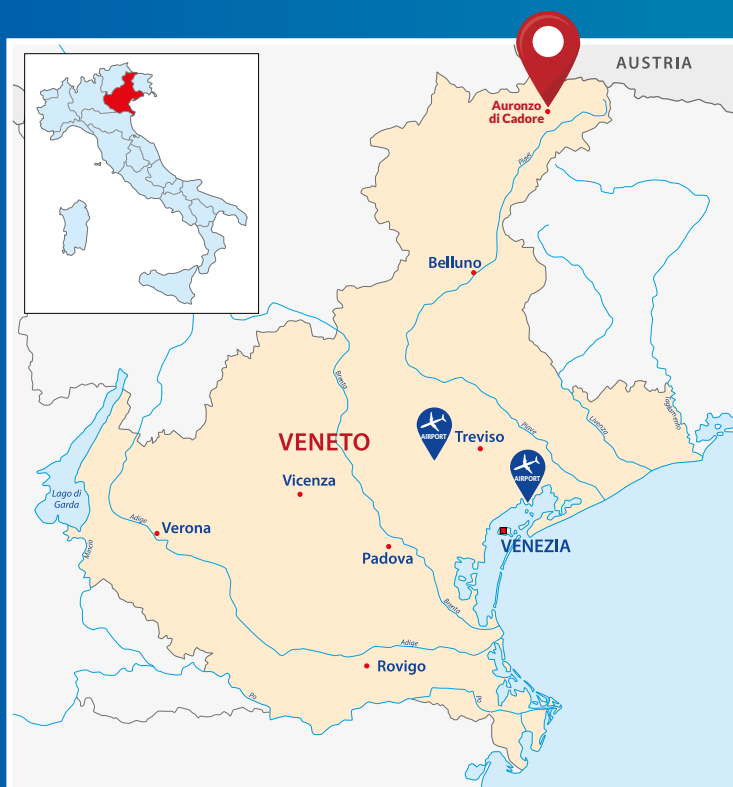 AUSTRIA
Auronzo
di Cadore
Piave
Belluno
Brenta
Piave
Livenza
Tagliamento
AIRPORT
Treviso
VENETO
AIRPORT
Vicenza
Lago di
Garda
Adige
Verona
Mincio
VENEZIA
Padova
Brenta
Adige
Rovigo
Po
Po